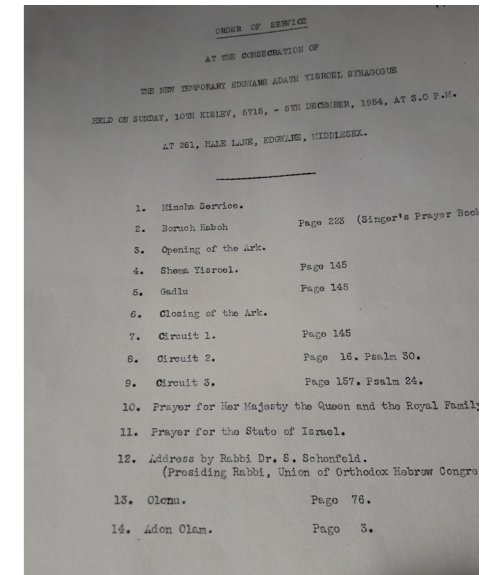 ORDER OF SERVICE
AT THE CONSECRATION OF
THE NEW TEMPORARY EDGWARE ADATH YISROEL SYNAGOGUE
HELD ON SUNDAY, 10TH KISLEV, 5715, - 5TH DECEMBER, 1954, AT 3.0 P.M.
AT 261, HALE LANE, EDGWARE, MIDDLESEX.
1. Mincha Service.
2. Boruch Haboh Page 223 (Singer's Prayer Book
3. Opening of the Ark.
4. Shema Yisroel. Page 145
5. Gadlu Page 145
6. Closing of the Ark.
7. Circuit 1. Page 145
8. Circuit 2. Page 16. Psalm 30.
9. Circuit 3. Page 157. Psalm 24.
10. Prayer for Her Majesty the Queen and the Royal Family
11. Prayer for the State of Israel.
12. Address by Rabbi Dr. S. Schonfeld.
(Presiding Rabbi, Union of Orthodox Hebrew Congre
13. Olenu. Page 76.
14. Adon Olam. Page 3.